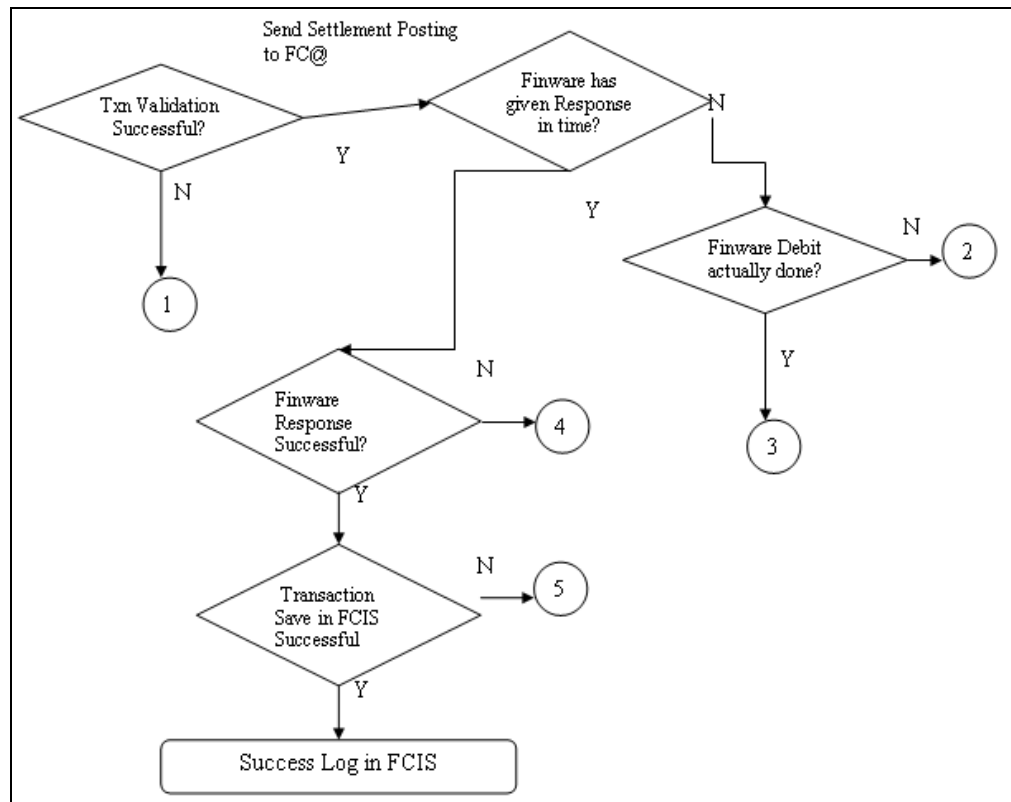 Send Settlement Posting
to FC@
Txn Validation
Successful?
Y
N
1
Finware has
given Response
in time?
N
Y
Finware Debit
actually done?
N
2
Y
3
Finware
Response
Successful?
N
4
Y
Transaction
Save in FCIS
Successful
N
5
Y
Success Log in FCIS